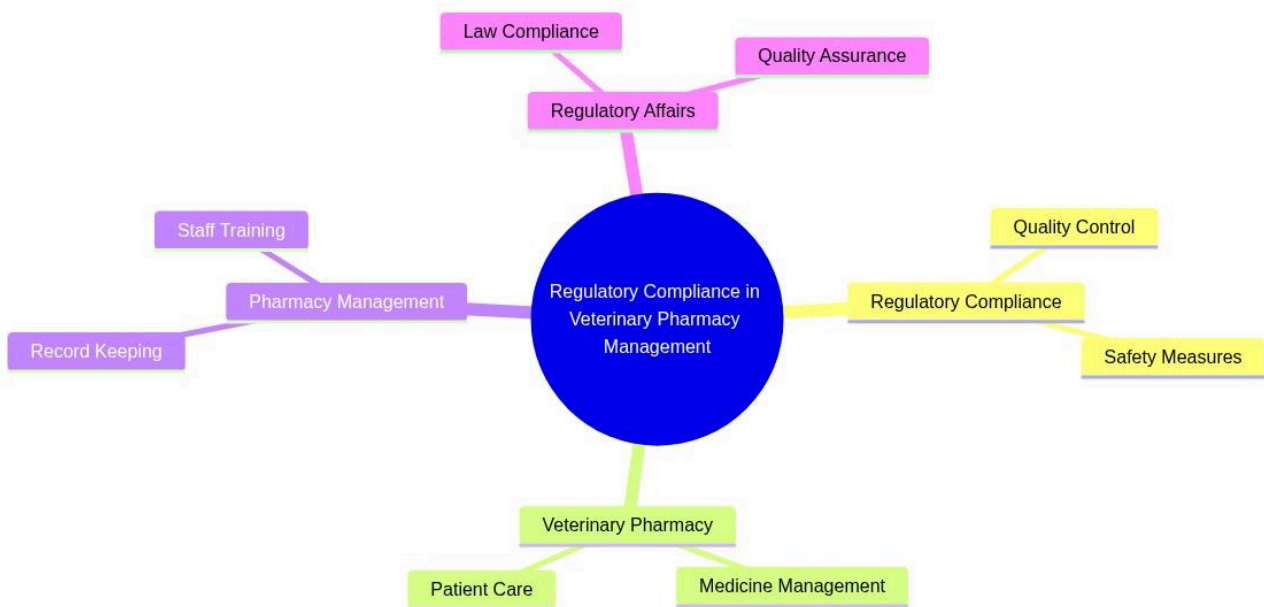 Law Compliance
Quality Assurance
Regulatory Affairs
Staff Training
Quality Control
Pharmacy Management
Regulatory Compliance
Record Keeping
Safety Measures
Regulatory Compliance in
Veterinary Pharmacy
Management
Veterinary Pharmacy
Patient Care
Medicine Management